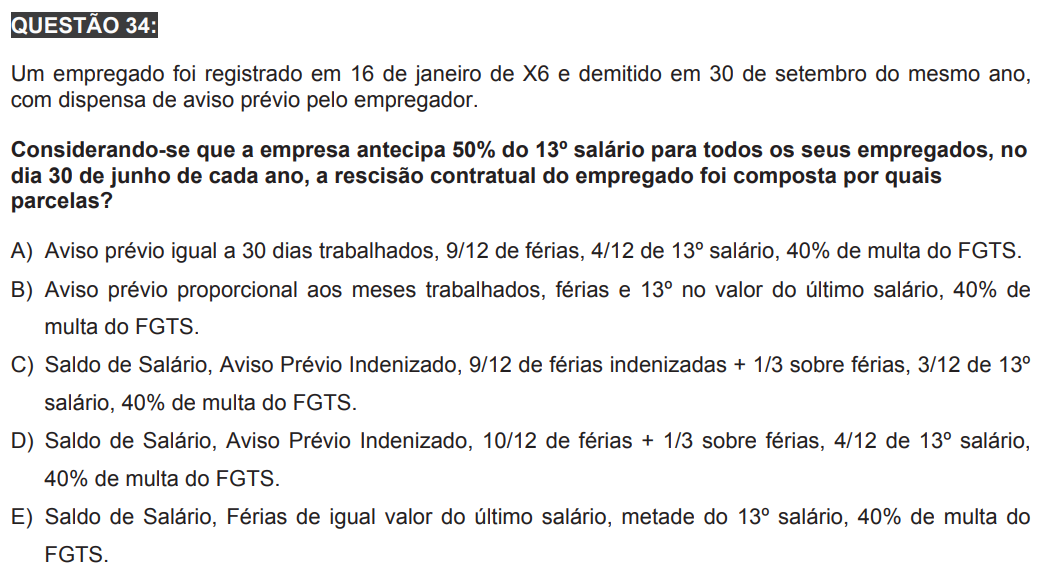 QUESTÃO 34:
Um empregado foi registrado em 16 de janeiro de X6 e demitido em 30 de setembro do mesmo ano,
com dispensa de aviso prévio pelo empregador.
Considerando-se que a empresa antecipa 50% do 13º salário para todos os seus empregados, no
dia 30 de junho de cada ano, a rescisão contratual do empregado foi composta por quais
parcelas?
A) Aviso prévio igual a 30 dias trabalhados, 9/12 de férias, 4/12 de 13º salário, 40% de multa do FGTS.
B) Aviso prévio proporcional aos meses trabalhados, férias e 13º no valor do último salário, 40% de
multa do FGTS.
C) Saldo de Salário, Aviso Prévio Indenizado, 9/12 de férias indenizadas + 1/3 sobre férias, 3/12 de 13º
salário, 40% de multa do FGTS.
D) Saldo de Salário, Aviso Prévio Indenizado, 10/12 de férias + 1/3 sobre férias, 4/12 de 13º salário,
40% de multa do FGTS.
E) Saldo de Salário, Férias de igual valor do último salário, metade do 13º salário, 40% de multa do
FGTS.